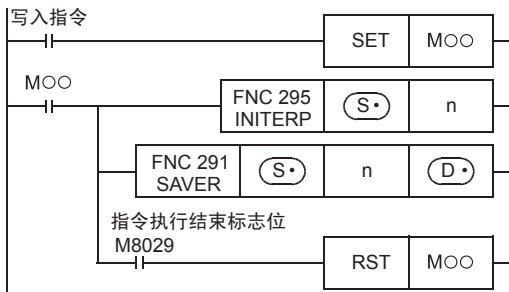 写入指令
SET M○○
M○○
FNC 295 INITERP S• n
FNC 291 SAVER S• n D•
指令执行结束标志位
M8029
RST M○○